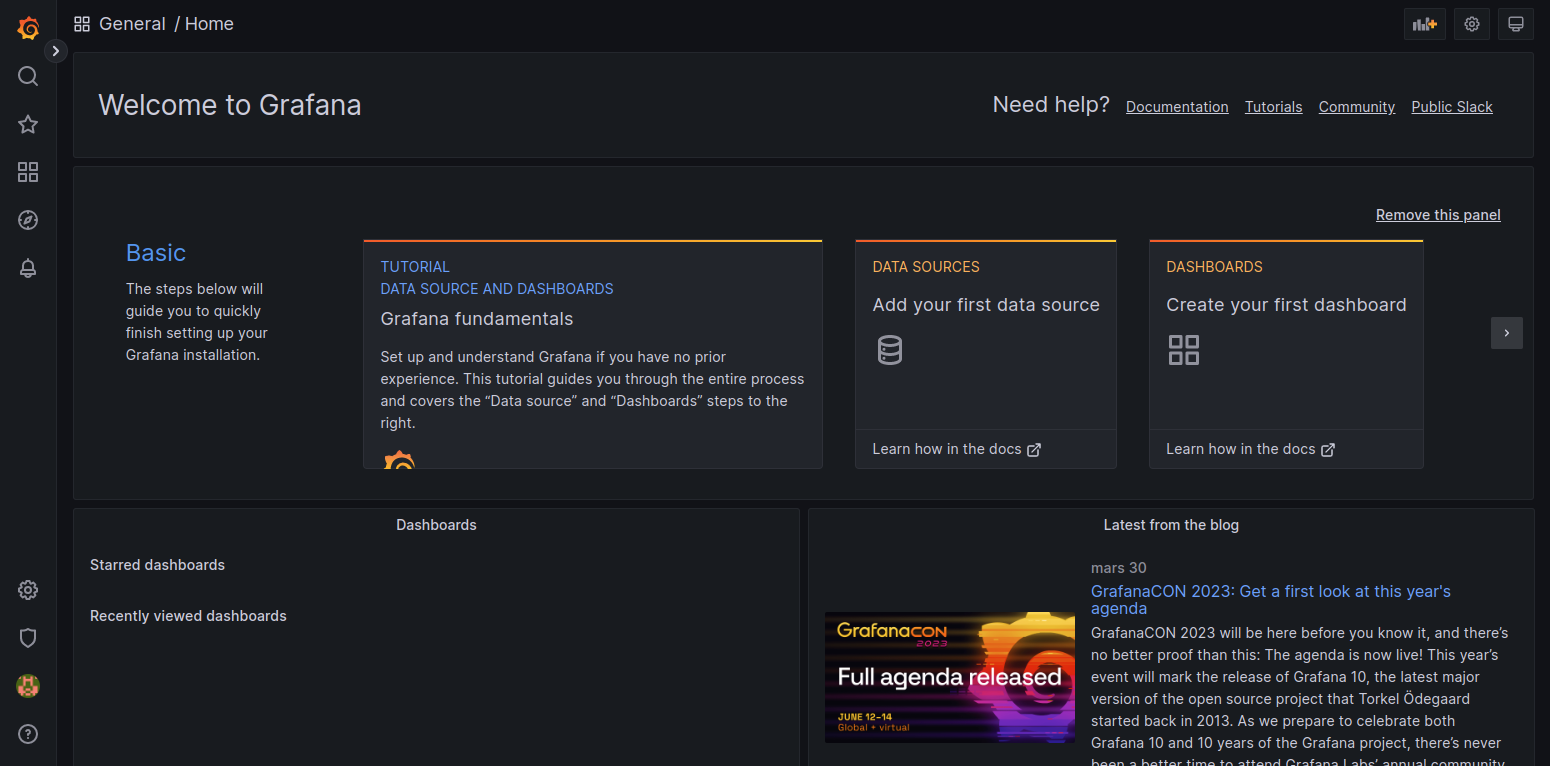 General / Home
Welcome to Grafana
Need help? Documentation Tutorials Community Public Slack
Remove this panel
Basic
The steps below will
guide you to quickly
finish setting up your
Grafana installation.
TUTORIAL
DATA SOURCE AND DASHBOARDS
Grafana fundamentals
Set up and understand Grafana if you have no prior
experience. This tutorial guides you through the entire process
and covers the “Data source” and “Dashboards” steps to the
right.
DATA SOURCES
Add your first data source
Learn how in the docs
DASHBOARDS
Create your first dashboard
Learn how in the docs
Dashboards
Starred dashboards
Recently viewed dashboards
Latest from the blog
GrafanaCON
2023
Full agenda released
JUNE 12-14
Global + virtual
mars 30
GrafanaCON 2023: Get a first look at this year's
agenda
GrafanaCON 2023 will be here before you know it, and there’s
no better proof than this: The agenda is now live! This year’s
event will mark the release of Grafana 10, the latest major
version of the open source project that Torkel Ödegaard
started back in 2013. As we prepare to celebrate both
Grafana 10 and 10 years of the Grafana project, there’s never
been a better time to attend Grafana Labs’ annual community